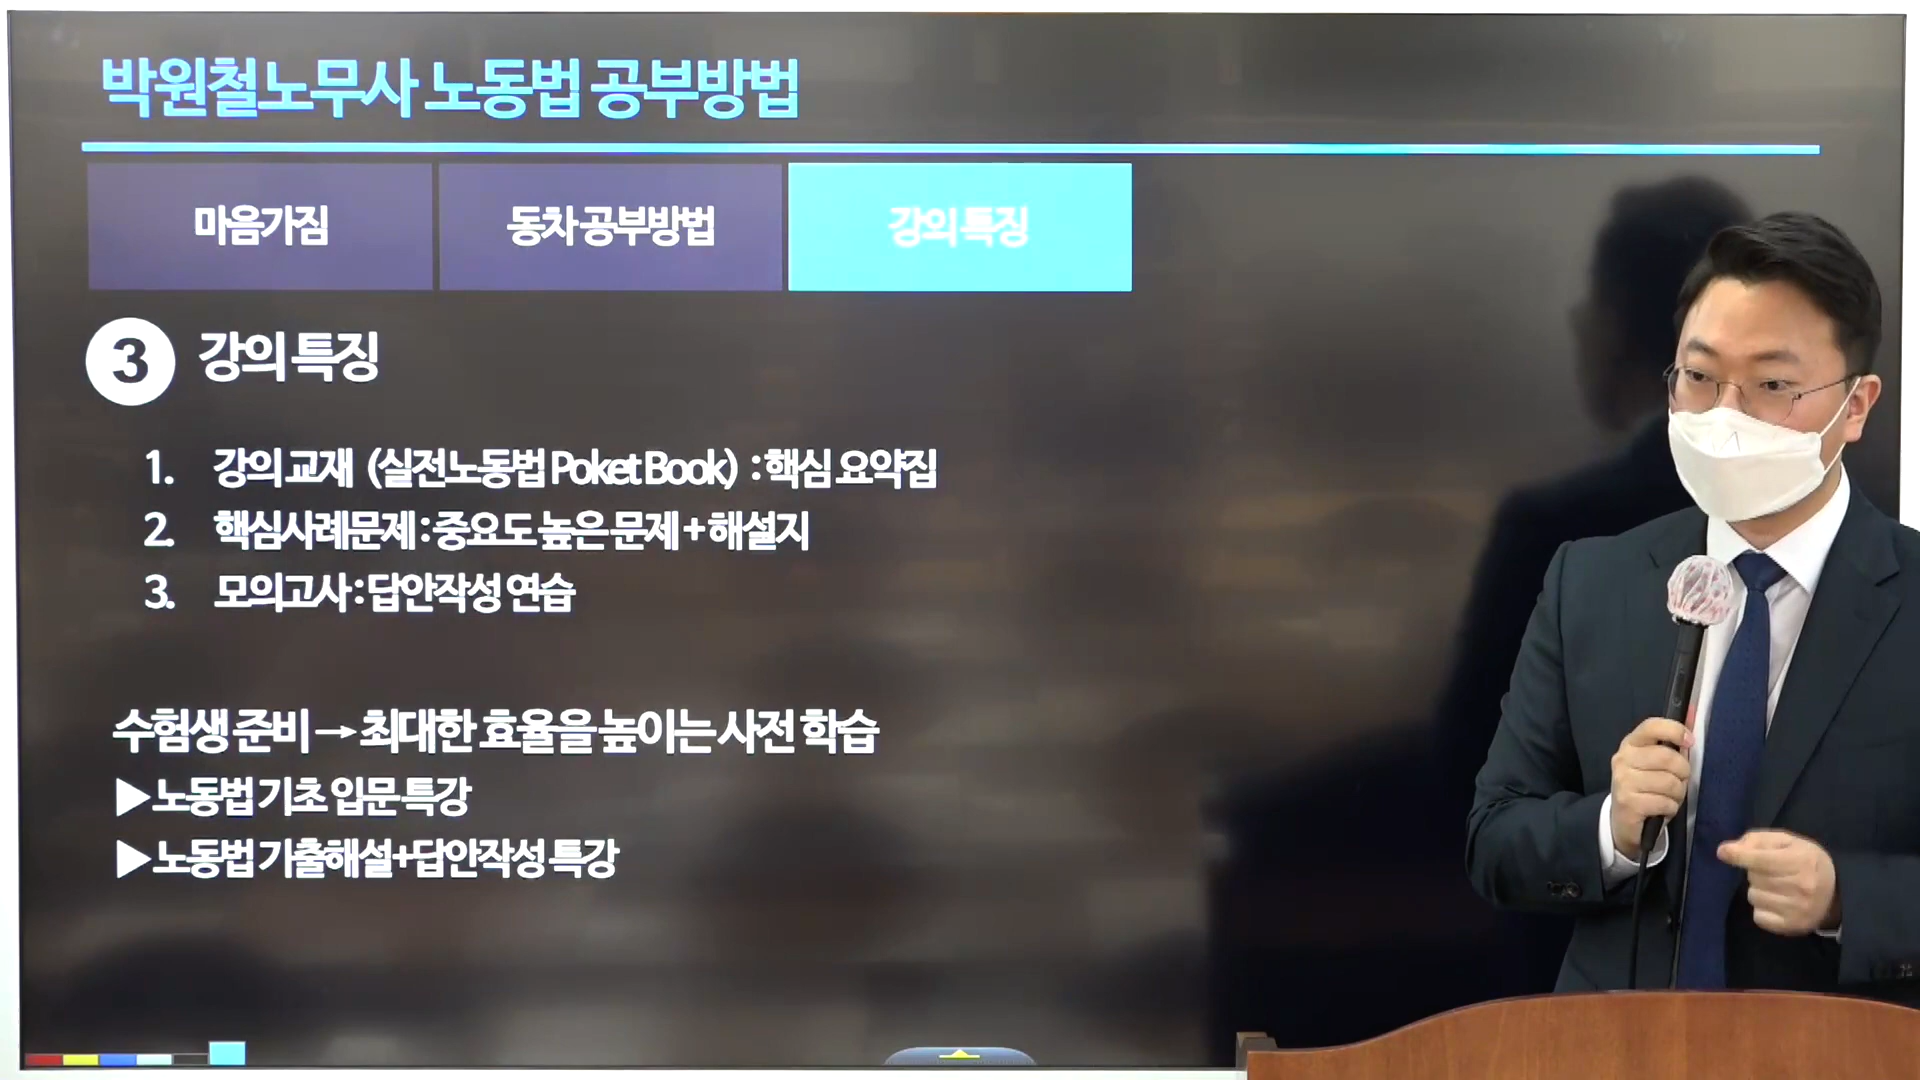 박원철노무사 노동법 공부방법
마음가짐
동차 공부방법
강의 특징
3 강의 특징
1. 강의 교재 (실전노동법 Poket Book) : 핵심 요약집
2. 핵심사례문제 : 중요도 높은 문제 + 해설지
3. 모의고사 : 답안작성 연습
수험생 준비 → 최대한 효율을 높이는 사전 학습
▶노동법 기초 입문 특강
▶노동법 기출해설+답안작성 특강